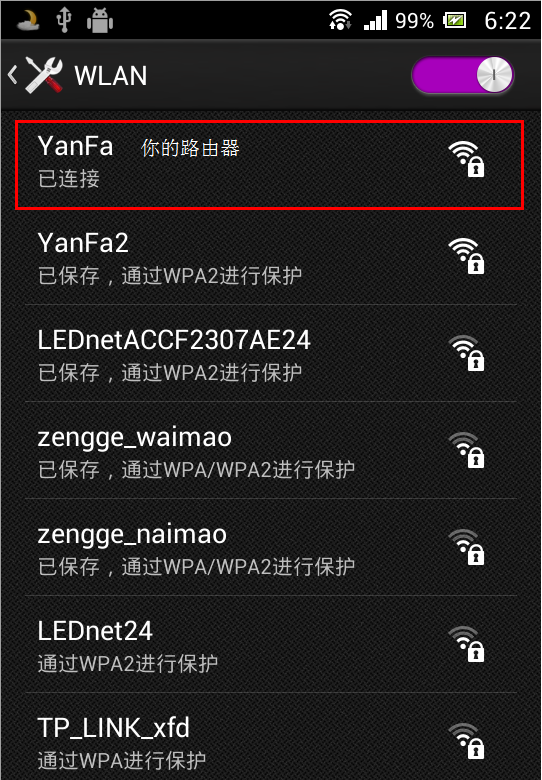 99% 6:22
WLAN
YanFa 你的路由器
已连接
YanFa2
已保存，通过WPA2进行保护
LEDnetACCF2307AE24
已保存，通过WPA2进行保护
zengge_waimao
已保存，通过WPA/WPA2进行保护
zengge_naimao
已保存，通过WPA/WPA2进行保护
LEDnet24
通过WPA2进行保护
TP_LINK_xfd
通过WPA进行保护